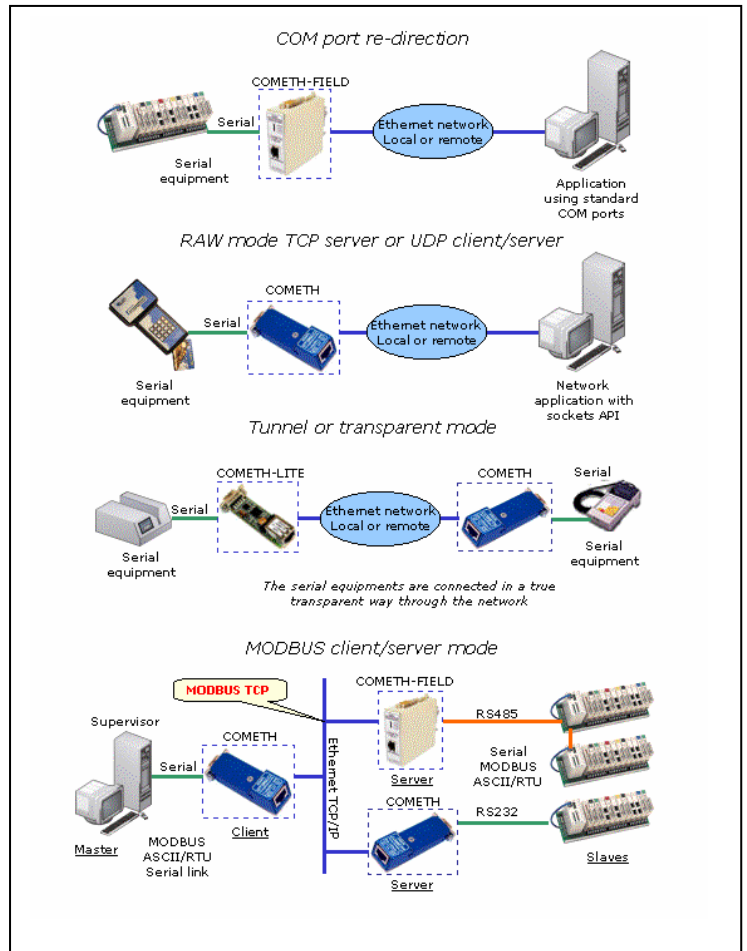 COM port re-direction
COMETH-FIELD
Serial
Serial
equipment
Ethernet network
Local or remote
Application
using standard
COM ports
RAW mode TCP server or UDP client/server
COMETH
Serial
Serial
equipment
Ethernet network
Local or remote
Network
application with
sockets API
Tunnel or transparent mode
COMETH-LITE
Serial
Serial
equipment
Ethernet network
Local or remote
COMETH
Serial
Serial
equipment
The serial equipments are connected in a true
transparent way through the network
MODBUS client/server mode
MODBUS TCP
Supervisor
Master
Serial
MODBUS
ASCII/RTU
Serial link
COMETH
Client
Ethernet TCP/IP
COMETH-FIELD
Server
RS485
Serial
MODBUS
ASCII/RTU
COMETH
Server
RS232
Slaves